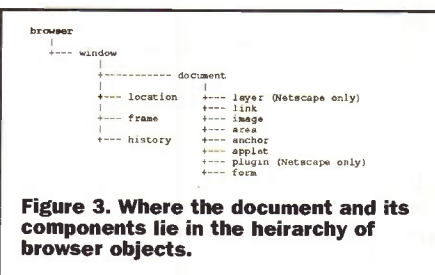 browser
|
+--- window
|
+----------- document
| |
+--- location +--- layer (Netscape only)
| +--- link
+--- frame +--- image
| +--- area
+--- history +--- anchor
+--- applet
+--- plugin (Netscape only)
+--- form
Figure 3. Where the document and its
components lie in the heirarchy of
browser objects.